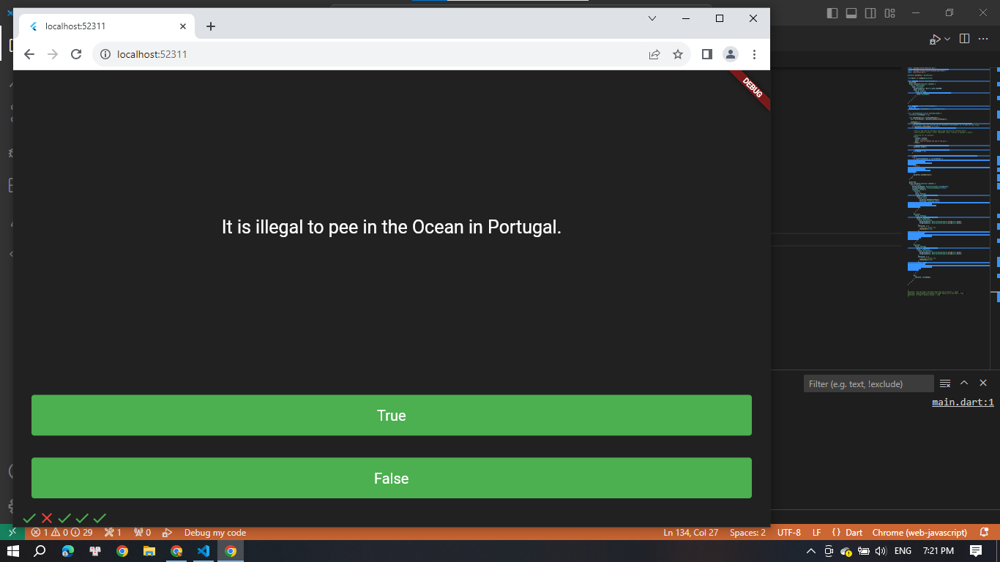 localhost:52311
localhost:52311
DEBUG
It is illegal to pee in the Ocean in Portugal.
True
False
Filter (e.g. text, !exclude)
main.dart:1
1 0 29 1 0 Debug my code Ln 134, Col 27 Spaces: 2 UTF-8 LF {} Dart Chrome (web-javascript)
ENG 7:21 PM